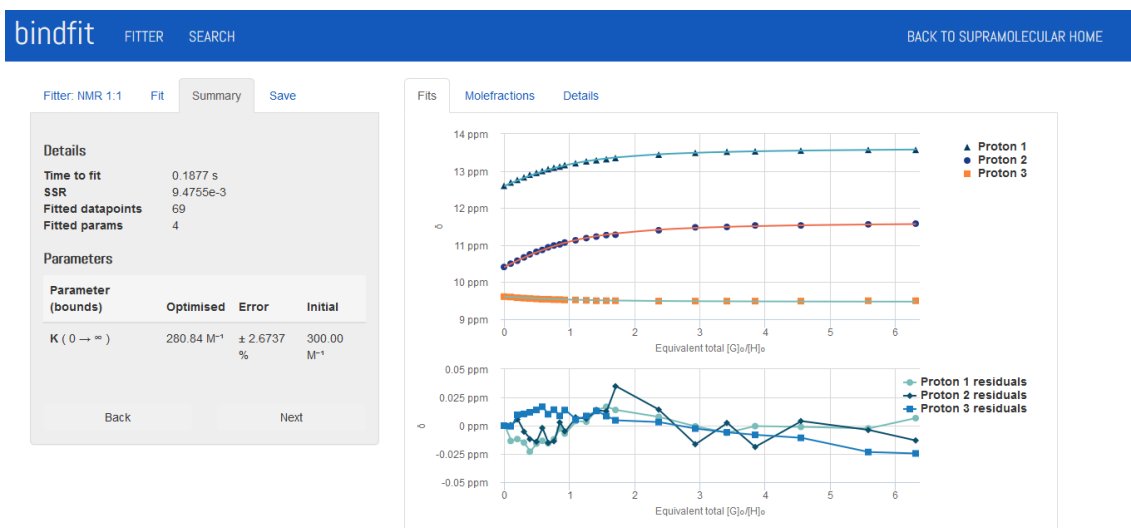 bindfit FITTER SEARCH BACK TO SUPRAMOLECULAR HOME
Fitter: NMR 1:1 Fit Summary Save
Details
Time to fit 0.1877 s
SSR 9.4755e-3
Fitted datapoints 69
Fitted params 4
Parameters
Parameter (bounds) Optimised Error Initial
K ( 0 → ∞ ) 280.84 M⁻¹ ± 2.6737 % 300.00 M⁻¹
Back Next
Fits Molefractions Details
14 ppm
13 ppm
12 ppm
11 ppm
10 ppm
9 ppm
δ
0 1 2 3 4 5 6
Equivalent total [G]₀/[H]₀
Proton 1
Proton 2
Proton 3
0.05 ppm
0.025 ppm
0 ppm
-0.025 ppm
-0.05 ppm
δ
0 1 2 3 4 5 6
Equivalent total [G]₀/[H]₀
Proton 1 residuals
Proton 2 residuals
Proton 3 residuals